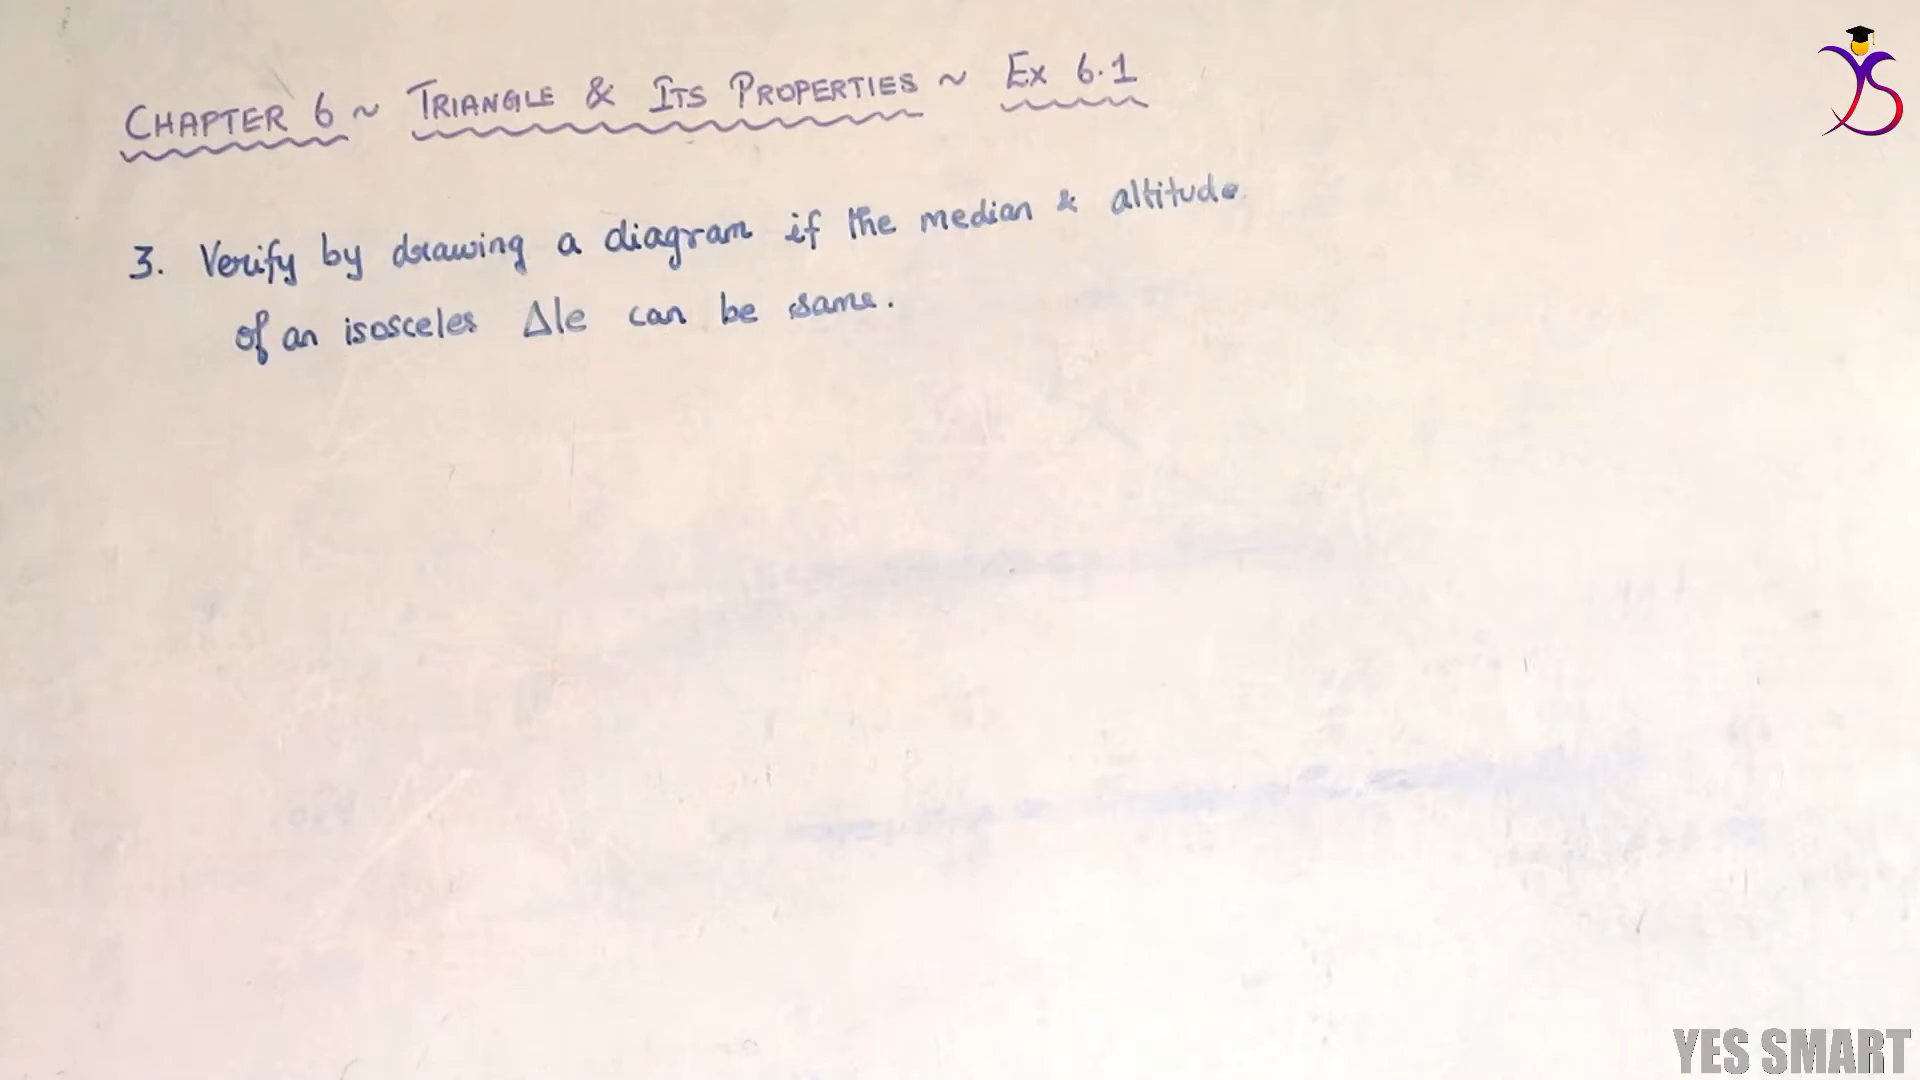 CHAPTER 6 ~ TRIANGLE & ITS PROPERTIES ~ Ex 6.1
3. Verify by drawing a diagram if the median & altitude
of an isosceles Δle can be same.
YES SMART